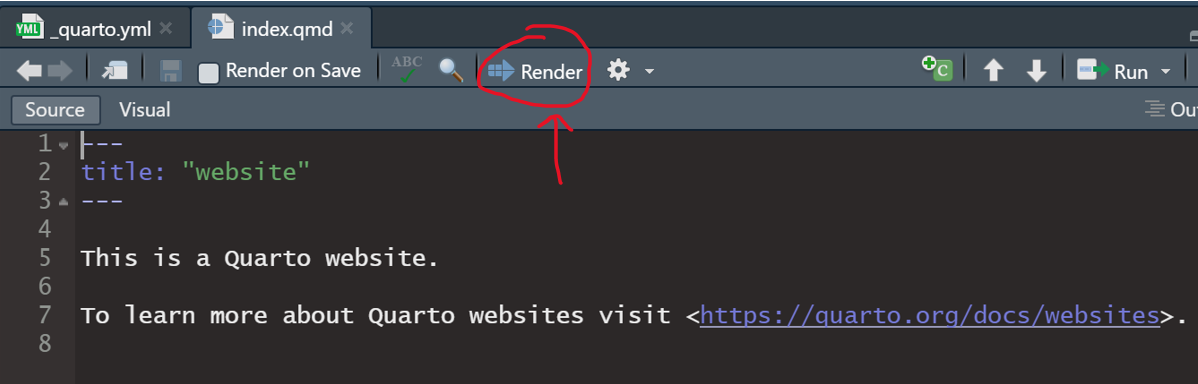 YML _quarto.yml × index.qmd ×
Render on Save ABC Render C Run
Source Visual Ou
1 ---
2 title: "website"
3 ---
4
5 This is a Quarto website.
6
7 To learn more about Quarto websites visit <https://quarto.org/docs/websites>.
8